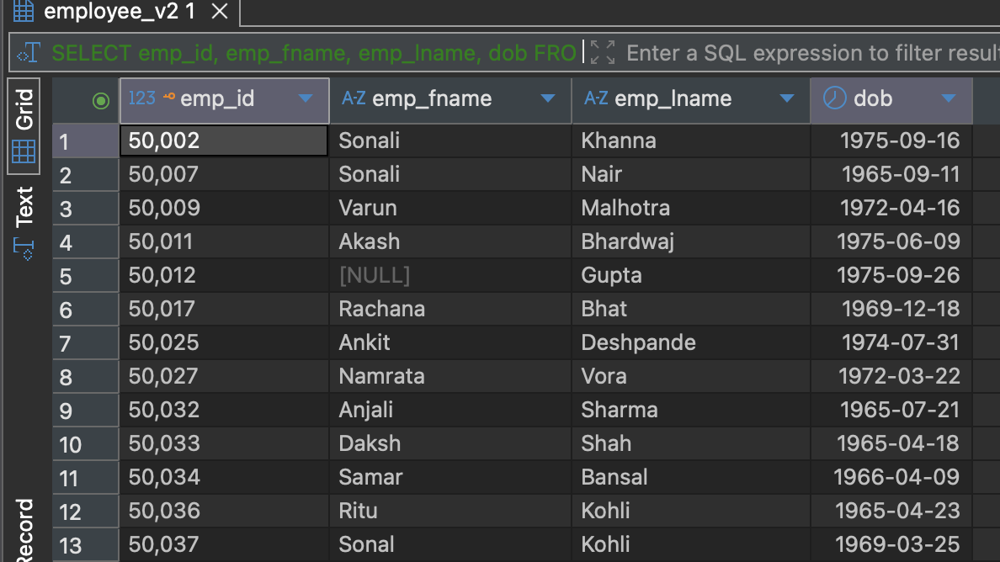 employee_v2 1
SELECT emp_id, emp_fname, emp_lname, dob FRO Enter a SQL expression to filter resul
Grid
Text
Record
123 emp_id A-Z emp_fname A-Z emp_lname dob
1 50,002 Sonali Khanna 1975-09-16
2 50,007 Sonali Nair 1965-09-11
3 50,009 Varun Malhotra 1972-04-16
4 50,011 Akash Bhardwaj 1975-06-09
5 50,012 [NULL] Gupta 1975-09-26
6 50,017 Rachana Bhat 1969-12-18
7 50,025 Ankit Deshpande 1974-07-31
8 50,027 Namrata Vora 1972-03-22
9 50,032 Anjali Sharma 1965-07-21
10 50,033 Daksh Shah 1965-04-18
11 50,034 Samar Bansal 1966-04-09
12 50,036 Ritu Kohli 1965-04-23
13 50,037 Sonal Kohli 1969-03-25